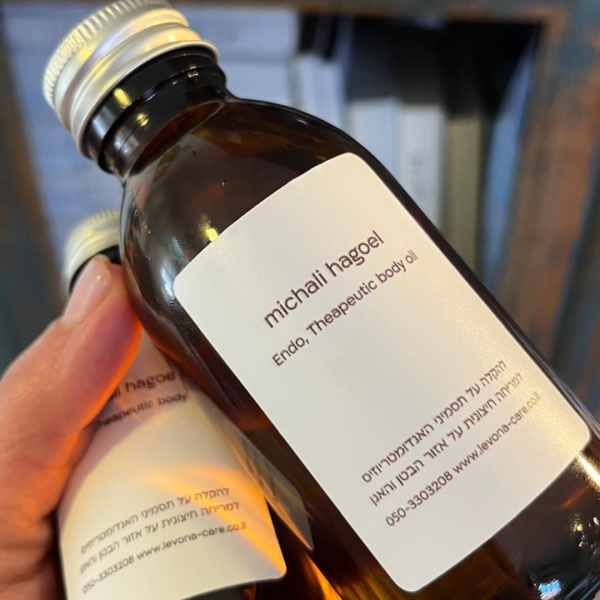 michali hagoel
Endo, Theapeutic body oil
להקלה על תסמיני האנדומטריוזיס
למריחה חיצונית על אזור הבטן והאגן
050-3303208 www.levona-care.co.il
hagoel
Theapeutic body
להקלה על תסמיני האנדומטריוזיס
למריחה חיצונית על אזור הבטן והאגן
050-3303208 www.levona-care.co.il